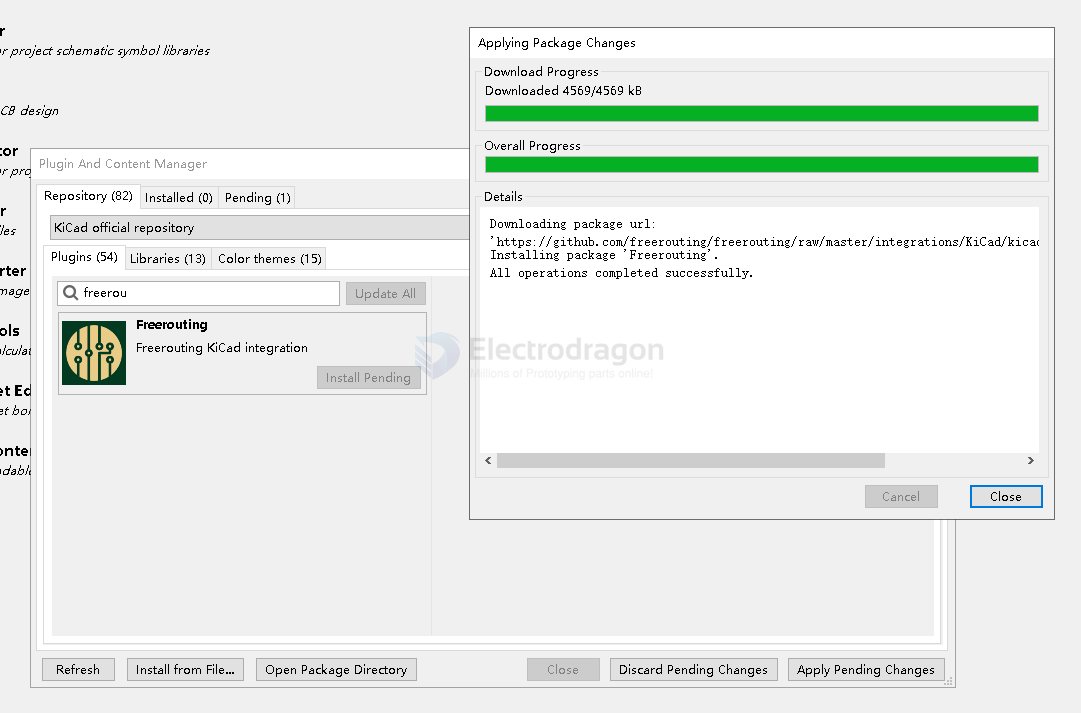 r
or project schematic symbol libraries
CB design
tor
or pro
r
files
rter
mage
ols
alculat
et Ed
et bor
onter
adable
Plugin And Content Manager
Repository (82) Installed (0) Pending (1)
KiCad official repository
Plugins (54) Libraries (13) Color themes (15)
freerou Update All
Freerouting
Freerouting KiCad integration
Install Pending
Refresh Install from File... Open Package Directory Close Discard Pending Changes Apply Pending Changes
Applying Package Changes
Download Progress
Downloaded 4569/4569 kB
Overall Progress
Details
Downloading package url:
'https://github.com/freerouting/freerouting/raw/master/integrations/KiCad/kicad
Installing package 'Freerouting'.
All operations completed successfully.
Cancel Close
Electrodragon
Millions of Prototyping parts online!